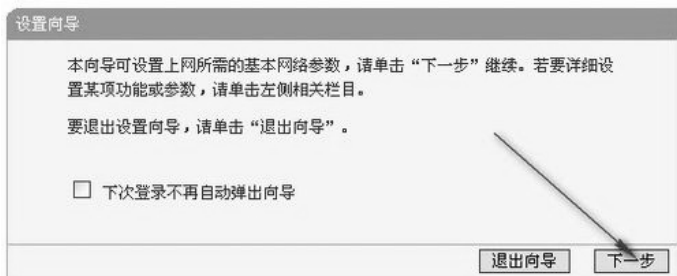 设置向导
本向导可设置上网所需的基本网络参数，请单击“下一步”继续。若要详细设
置某项功能或参数，请单击左侧相关栏目。
要退出设置向导，请单击“退出向导”。
下次登录不再自动弹出向导
退出向导 下一步